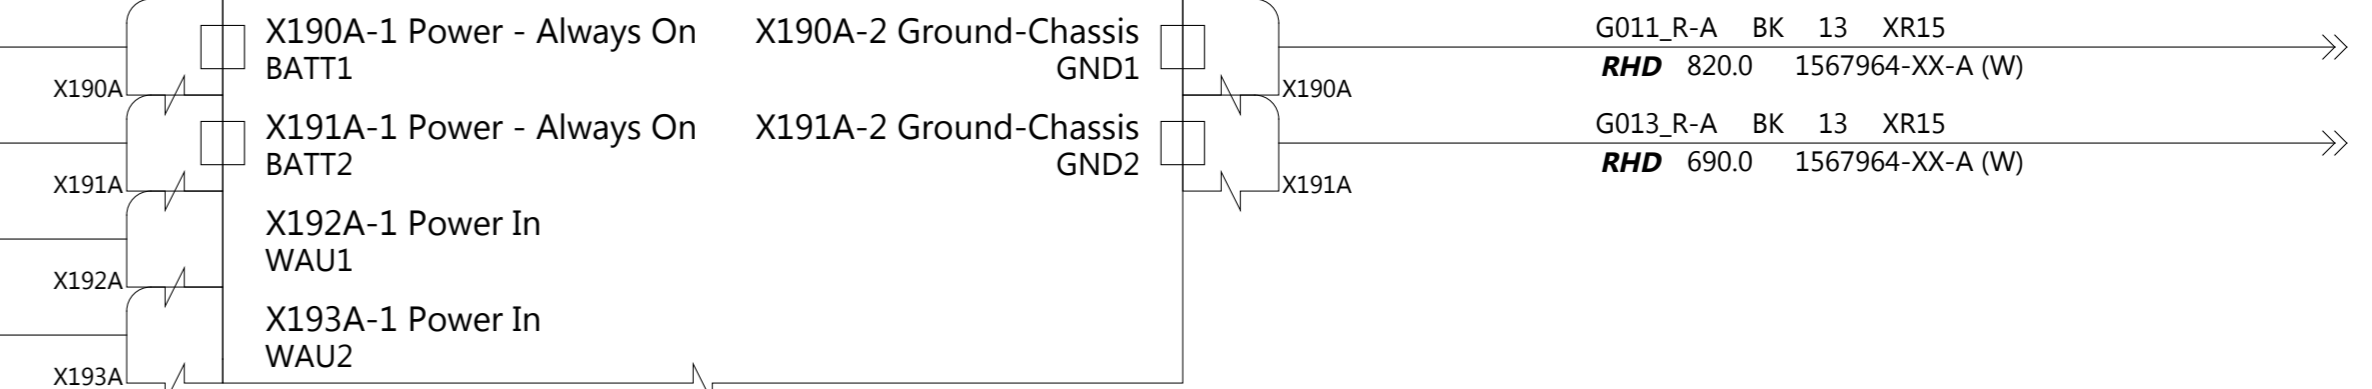 X190A-1 Power - Always On X190A-2 Ground-Chassis G011_R-A BK 13 XR15
BATT1 GND1 RHD 820.0 1567964-XX-A (W)
X190A X190A
X191A-1 Power - Always On X191A-2 Ground-Chassis G013_R-A BK 13 XR15
BATT2 GND2 RHD 690.0 1567964-XX-A (W)
X191A X191A
X192A-1 Power In
WAU1
X192A
X193A-1 Power In
WAU2
X193A